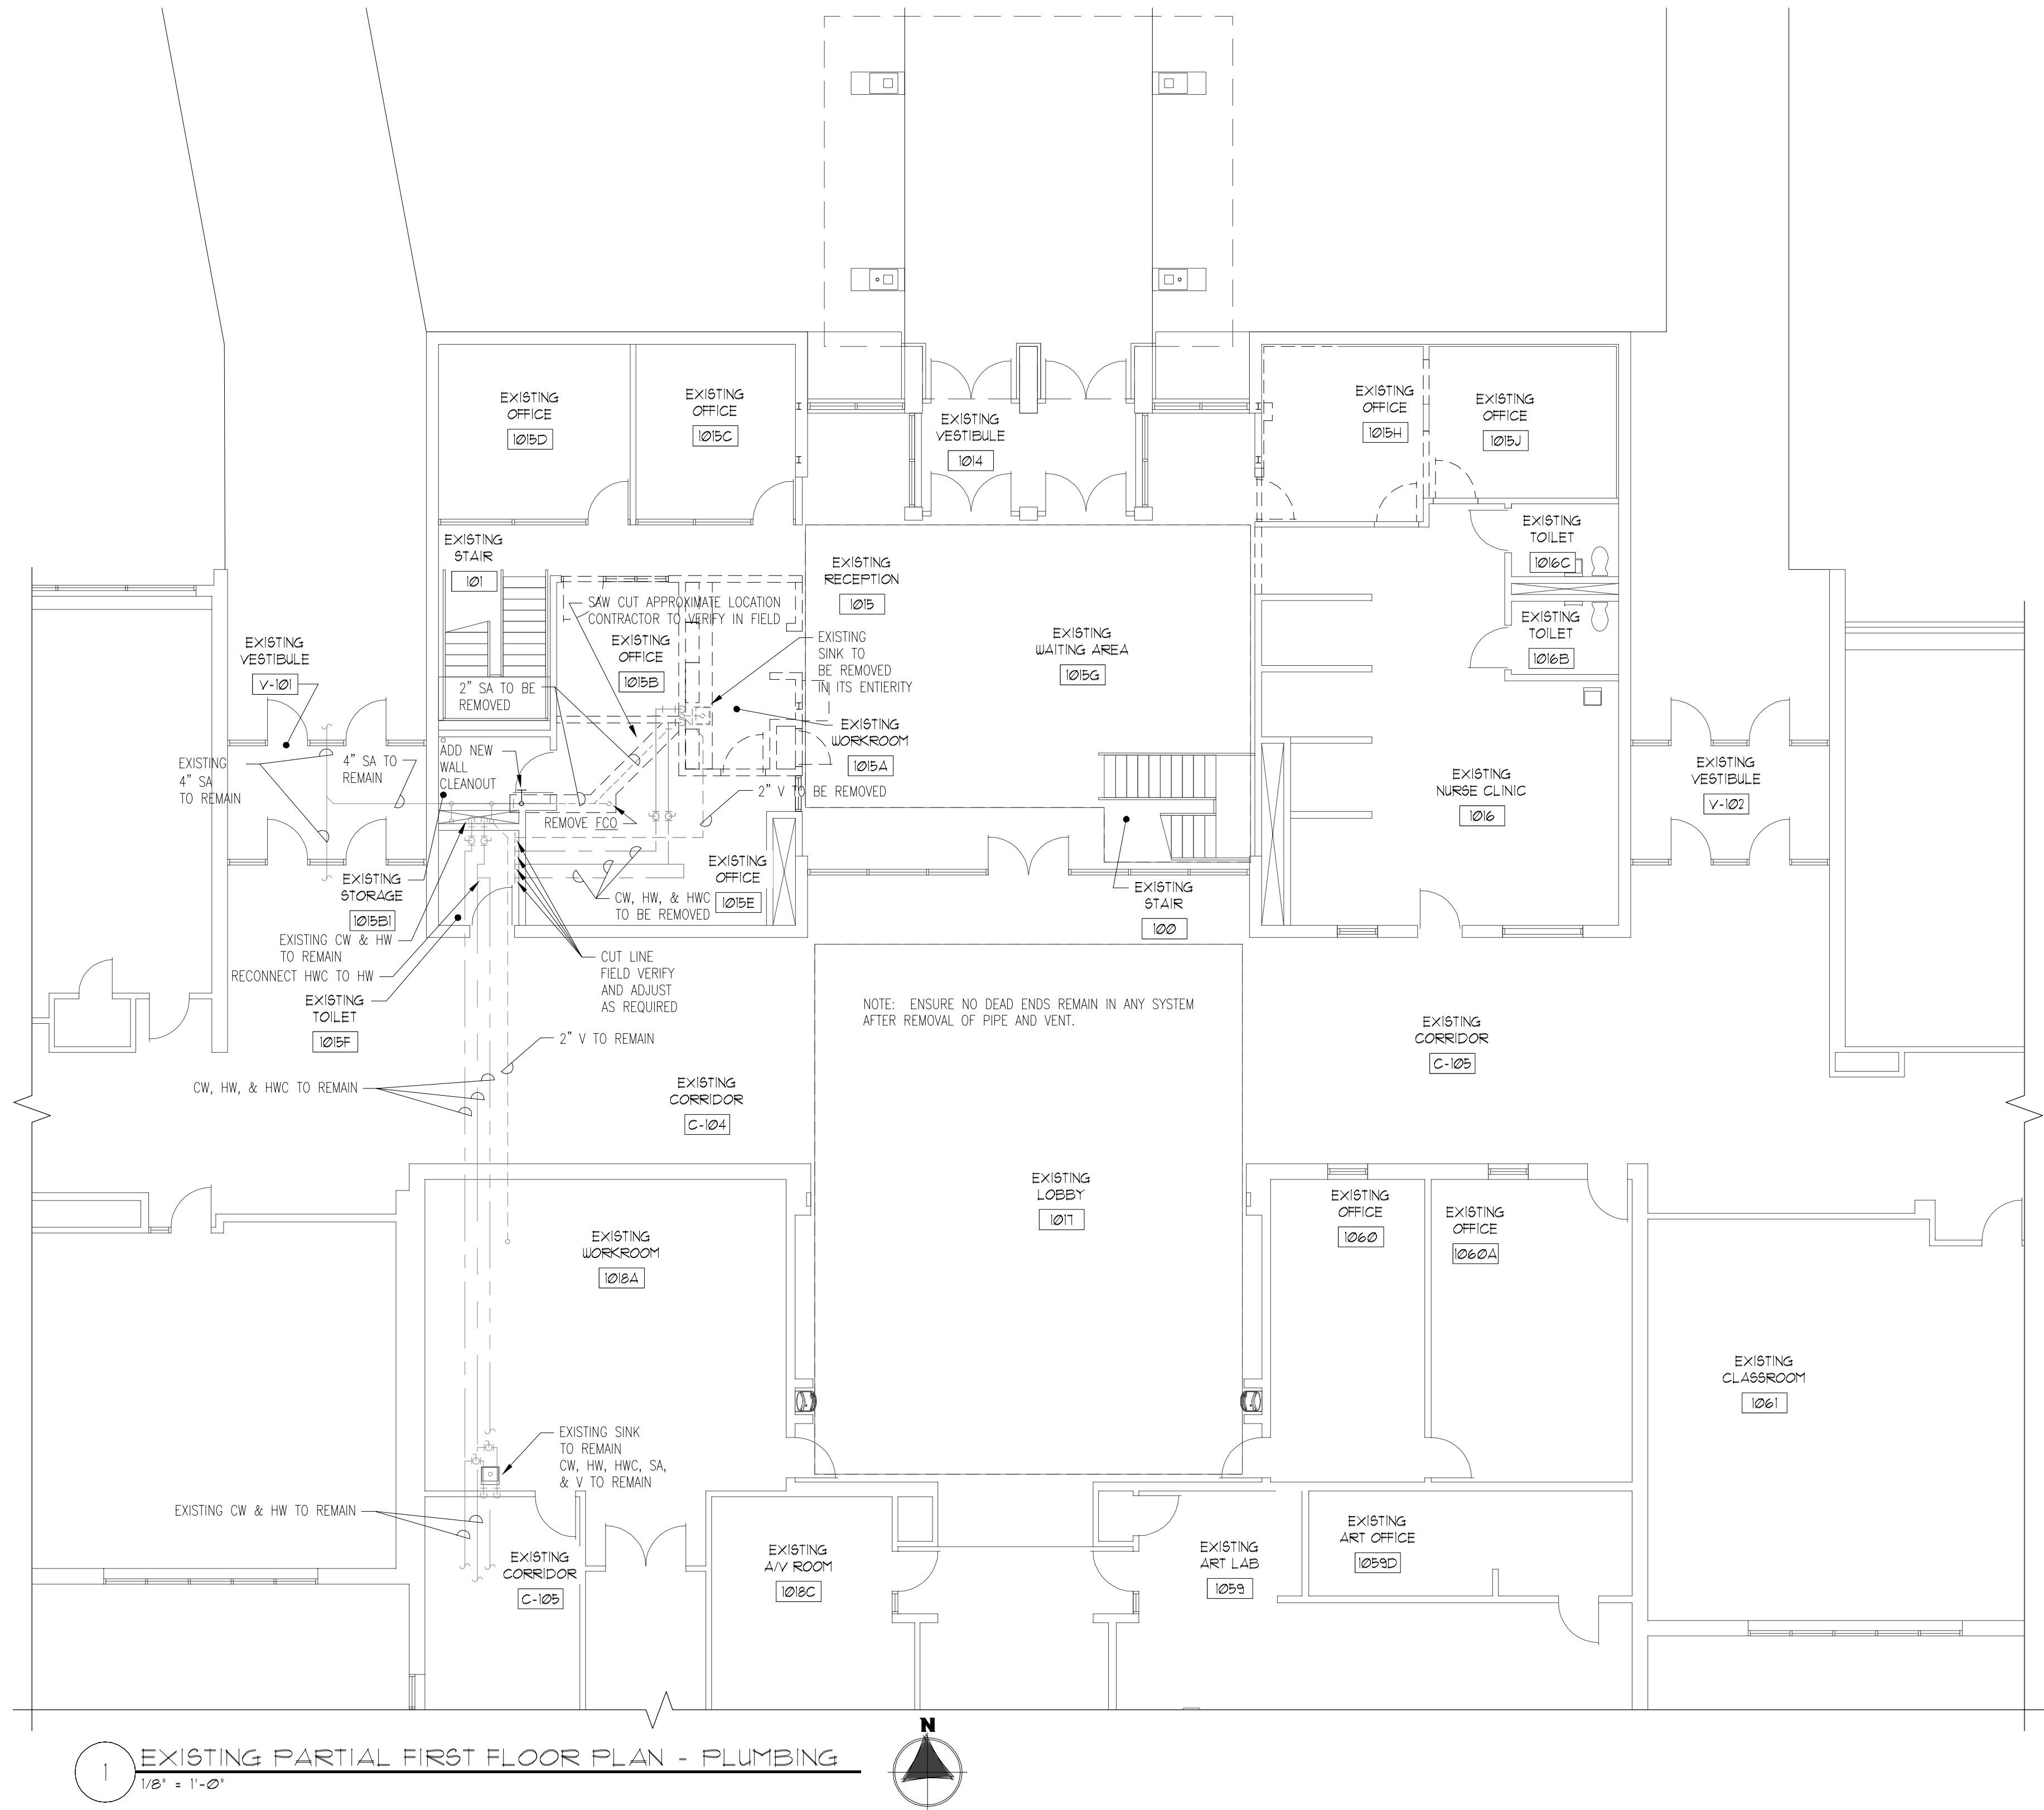 EXISTING
OFFICE
1015D
EXISTING
OFFICE
1015C
EXISTING
VESTIBULE
1014
EXISTING
OFFICE
1015H
EXISTING
OFFICE
1015J
EXISTING
STAIR
101
EXISTING
RECEPTION
1015
EXISTING
TOILET
1016C
SAW CUT APPROXIMATE LOCATION
CONTRACTOR TO VERIFY IN FIELD
EXISTING
OFFICE
1015B
EXISTING
SINK TO
BE REMOVED
IN ITS ENTIERITY
EXISTING
WAITING AREA
1015G
EXISTING
TOILET
1016B
EXISTING
VESTIBULE
V-101
2" SA TO BE
REMOVED
EXISTING
WORKROOM
1015A
ADD NEW
WALL
CLEANOUT
EXISTING
4" SA
TO REMAIN
4" SA TO
REMAIN
2" V TO BE REMOVED
REMOVE FCO
EXISTING
NURSE CLINIC
1016
EXISTING
VESTIBULE
V-102
EXISTING
STORAGE
1015B1
EXISTING
OFFICE
1015E
CW, HW, & HWC
TO BE REMOVED
EXISTING
STAIR
100
EXISTING CW & HW
TO REMAIN
RECONNECT HWC TO HW
EXISTING
TOILET
1015F
CUT LINE
FIELD VERIFY
AND ADJUST
AS REQUIRED
NOTE: ENSURE NO DEAD ENDS REMAIN IN ANY SYSTEM
AFTER REMOVAL OF PIPE AND VENT.
2" V TO REMAIN
CW, HW, & HWC TO REMAIN
EXISTING
CORRIDOR
C-104
EXISTING
CORRIDOR
C-105
EXISTING
LOBBY
1017
EXISTING
OFFICE
1060
EXISTING
OFFICE
1060A
EXISTING
WORKROOM
1018A
EXISTING
CLASSROOM
1061
EXISTING SINK
TO REMAIN
CW, HW, HWC, SA,
& V TO REMAIN
EXISTING CW & HW TO REMAIN
EXISTING
CORRIDOR
C-105
EXISTING
A/V ROOM
1018C
EXISTING
ART LAB
1059
EXISTING
ART OFFICE
1059D
N
1
EXISTING PARTIAL FIRST FLOOR PLAN - PLUMBING
1/8" = 1'-0"